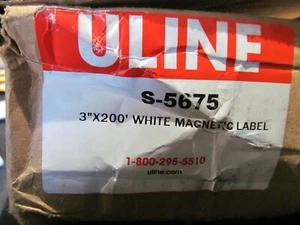 ULINE
S-5675
3"X200' WHITE MAGNETIC LABEL
1-800-295-5510
uline.com